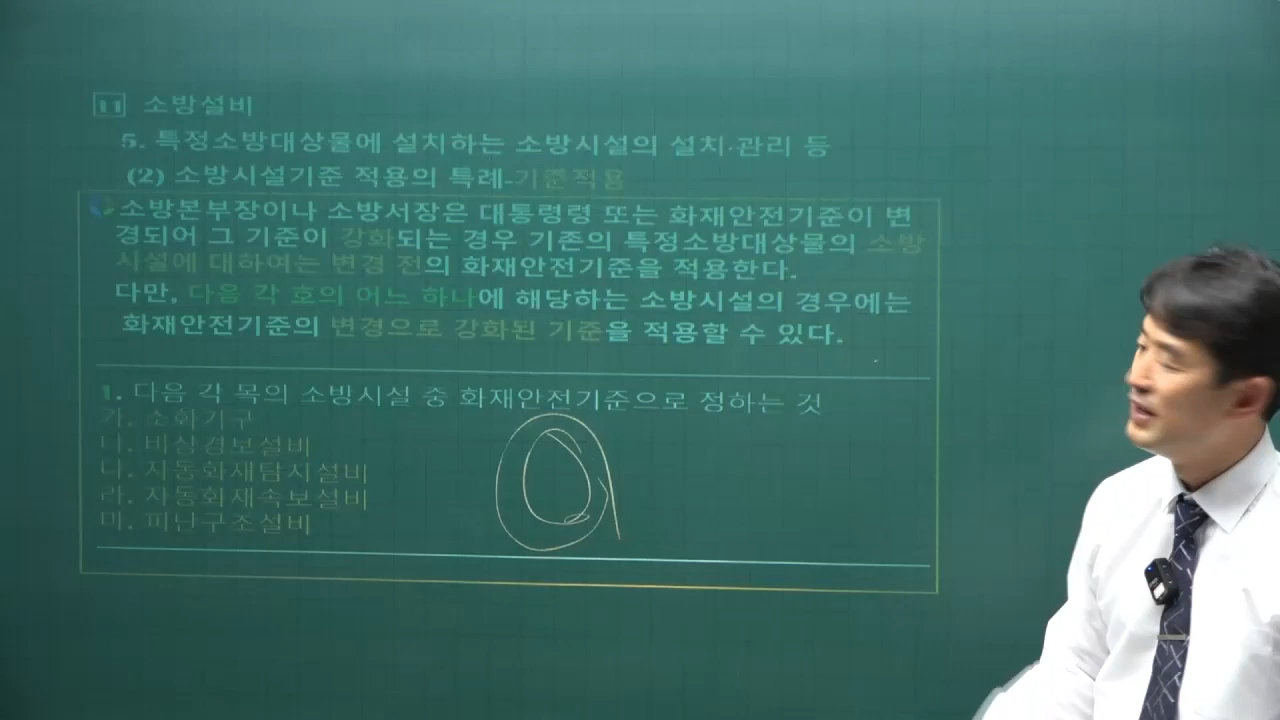 11 소방설비
5. 특정소방대상물에 설치하는 소방시설의 설치·관리 등
(2) 소방시설기준 적용의 특례-기준적용
소방본부장이나 소방서장은 대통령령 또는 화재안전기준이 변
경되어 그 기준이 강화되는 경우 기존의 특정소방대상물의 소방
시설에 대하여는 변경 전의 화재안전기준을 적용한다.
다만, 다음 각 호의 어느 하나에 해당하는 소방시설의 경우에는
화재안전기준의 변경으로 강화된 기준을 적용할 수 있다.
1. 다음 각 목의 소방시설 중 화재안전기준으로 정하는 것
가. 소화기구
나. 비상경보설비
다. 자동화재탐지설비
라. 자동화재속보설비
마. 피난구조설비